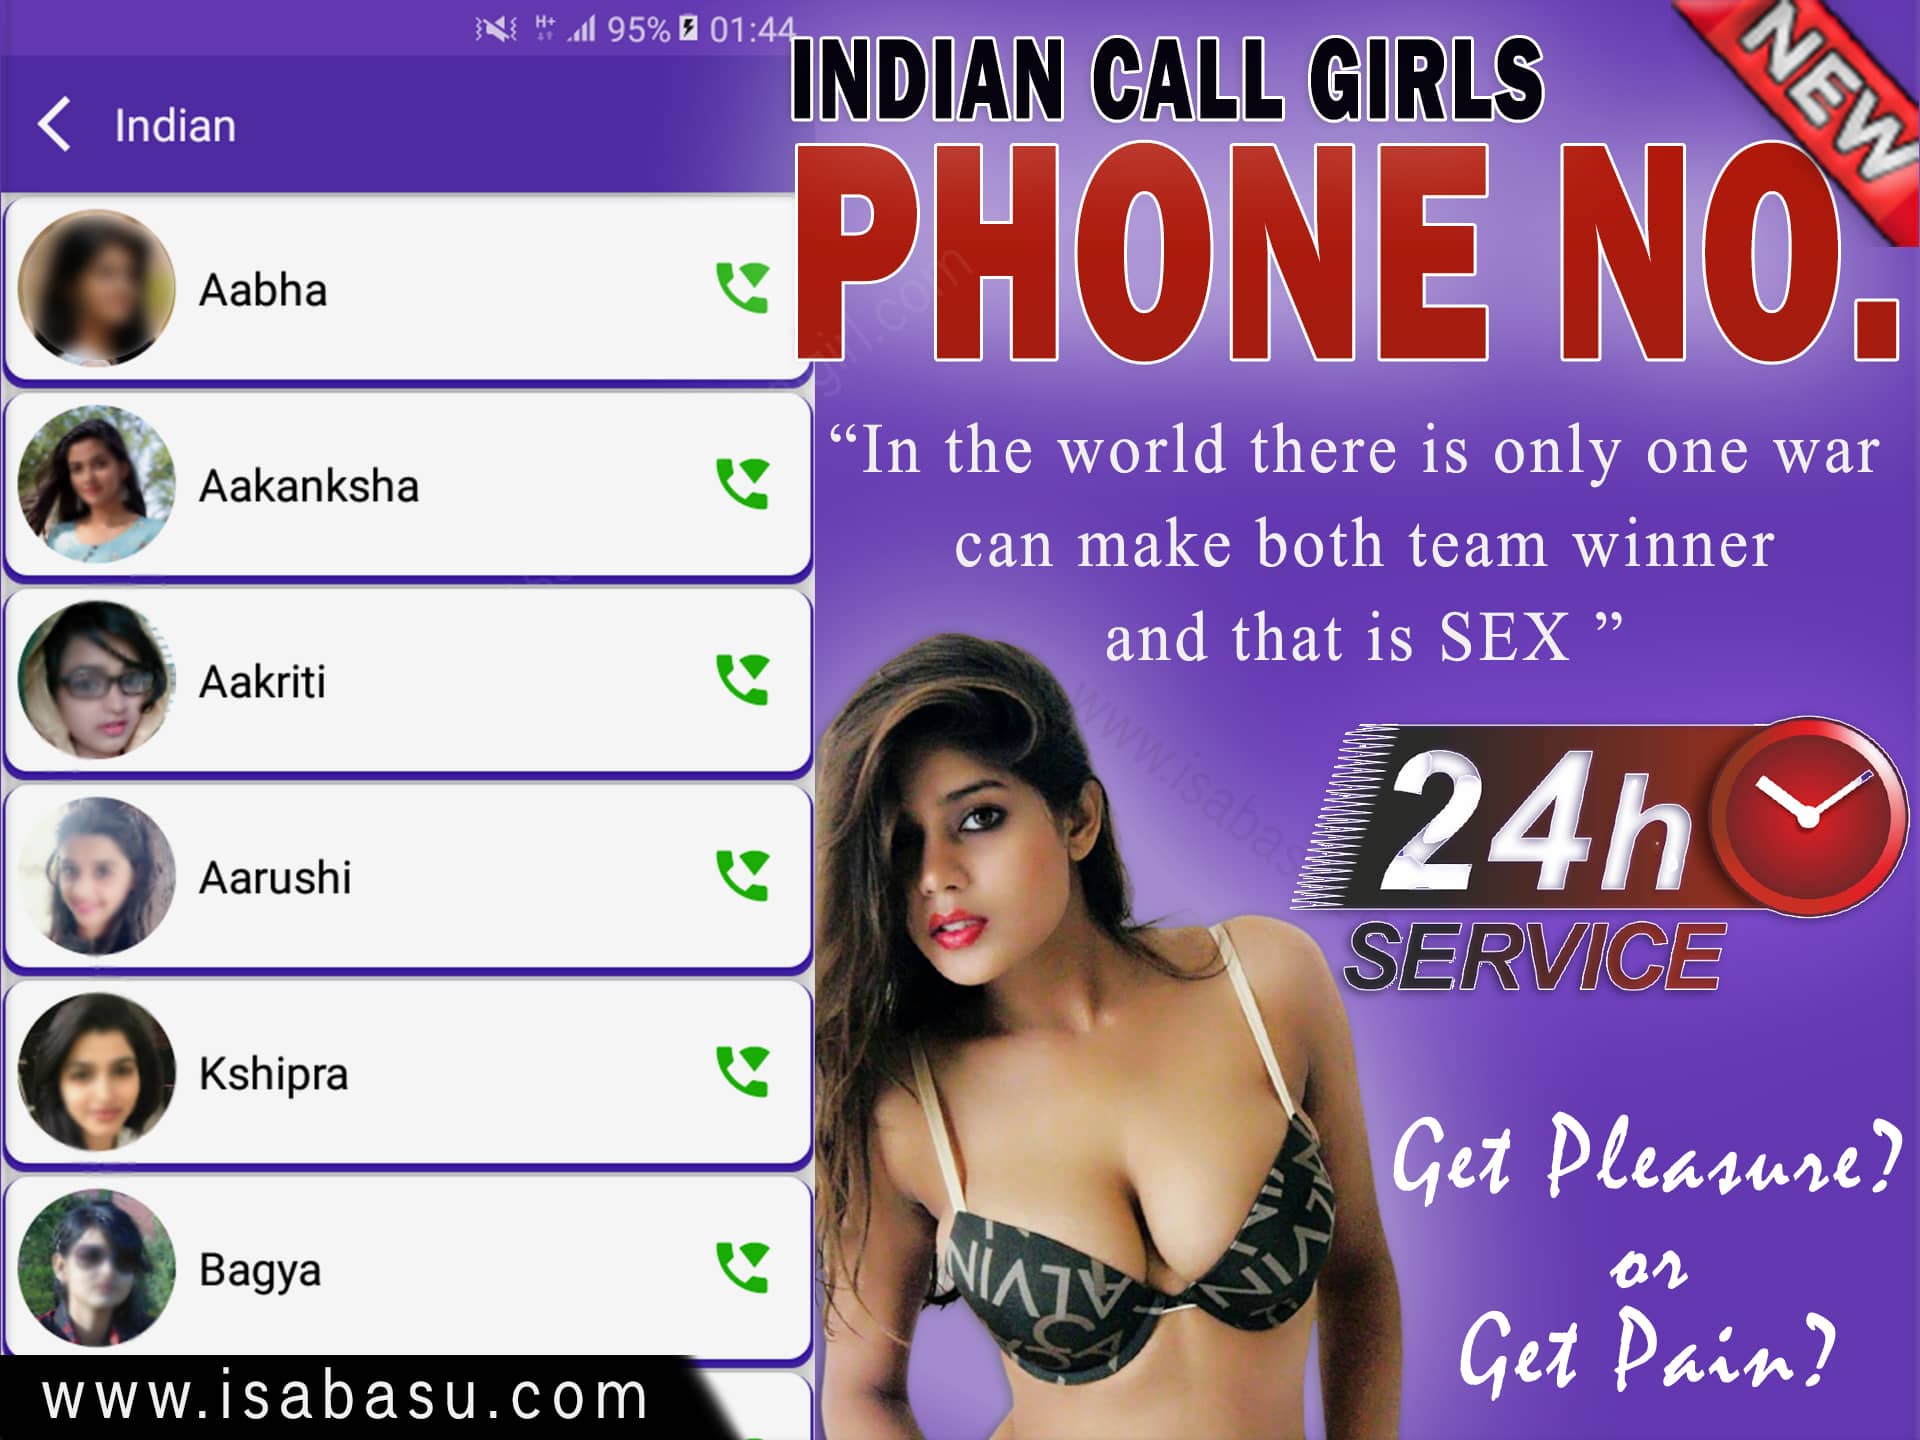 H+ 95% 01:44
Indian
Aabha
Aakanksha
Aakriti
Aarushi
Kshipra
Bagya
www.isabasu.com
INDIAN CALL GIRLS
PHONE NO.
NEW
“In the world there is only one war
can make both team winner
and that is SEX ”
24h
SERVICE
Get Pleasure?
or
Get Pain?